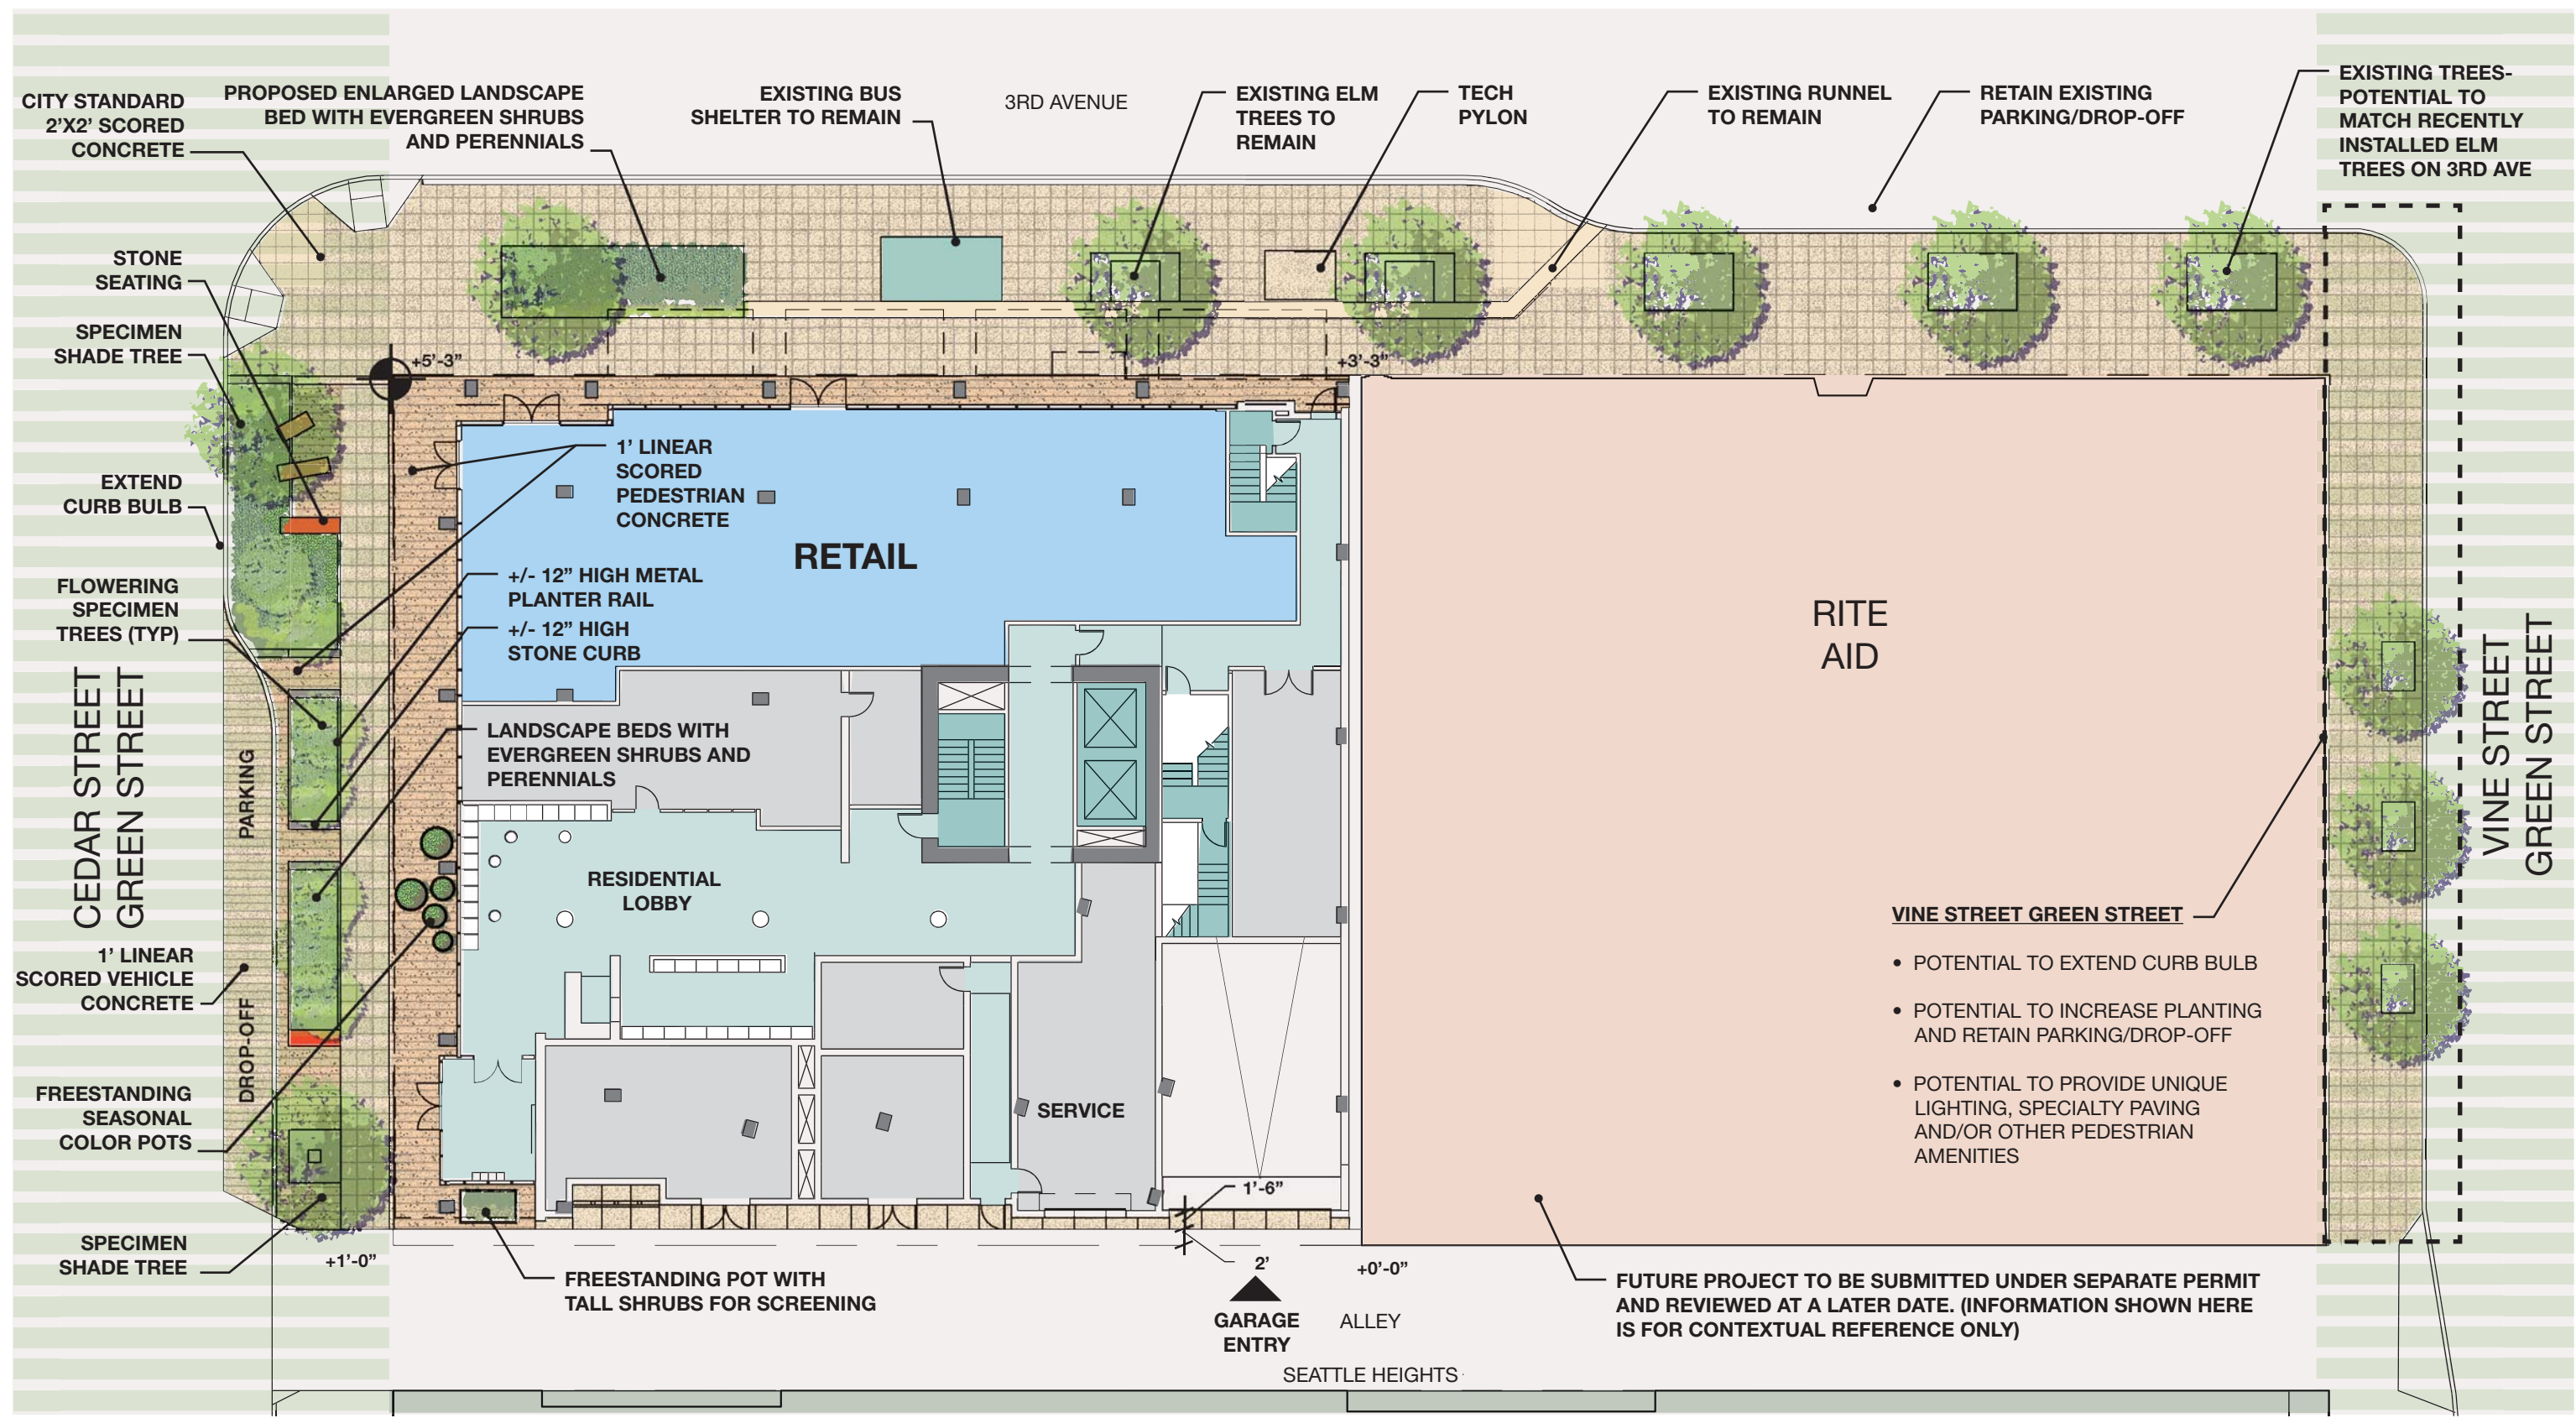 3RD AVENUE
CITY STANDARD
2'X2' SCORED
CONCRETE
PROPOSED ENLARGED LANDSCAPE
BED WITH EVERGREEN SHRUBS
AND PERENNIALS
EXISTING BUS
SHELTER TO REMAIN
EXISTING ELM
TREES TO
REMAIN
TECH
PYLON
EXISTING RUNNEL
TO REMAIN
RETAIN EXISTING
PARKING/DROP-OFF
EXISTING TREES-
POTENTIAL TO
MATCH RECENTLY
INSTALLED ELM
TREES ON 3RD AVE
STONE
SEATING
SPECIMEN
SHADE TREE
EXTEND
CURB BULB
FLOWERING
SPECIMEN
TREES (TYP)
CEDAR STREET
GREEN STREET
PARKING
DROP-OFF
1' LINEAR
SCORED VEHICLE
CONCRETE
FREESTANDING
SEASONAL
COLOR POTS
SPECIMEN
SHADE TREE
+5'-3"
+3'-3"
1' LINEAR
SCORED
PEDESTRIAN
CONCRETE
RETAIL
+/- 12" HIGH METAL
PLANTER RAIL
+/- 12" HIGH
STONE CURB
LANDSCAPE BEDS WITH
EVERGREEN SHRUBS AND
PERENNIALS
RESIDENTIAL
LOBBY
SERVICE
RITE
AID
VINE STREET GREEN STREET
• POTENTIAL TO EXTEND CURB BULB
• POTENTIAL TO INCREASE PLANTING
AND RETAIN PARKING/DROP-OFF
• POTENTIAL TO PROVIDE UNIQUE
LIGHTING, SPECIALTY PAVING
AND/OR OTHER PEDESTRIAN
AMENITIES
VINE STREET
GREEN STREET
1'-6"
2'
+1'-0"
+0'-0"
FREESTANDING POT WITH
TALL SHRUBS FOR SCREENING
GARAGE
ENTRY
ALLEY
FUTURE PROJECT TO BE SUBMITTED UNDER SEPARATE PERMIT
AND REVIEWED AT A LATER DATE. (INFORMATION SHOWN HERE
IS FOR CONTEXTUAL REFERENCE ONLY)
SEATTLE HEIGHTS